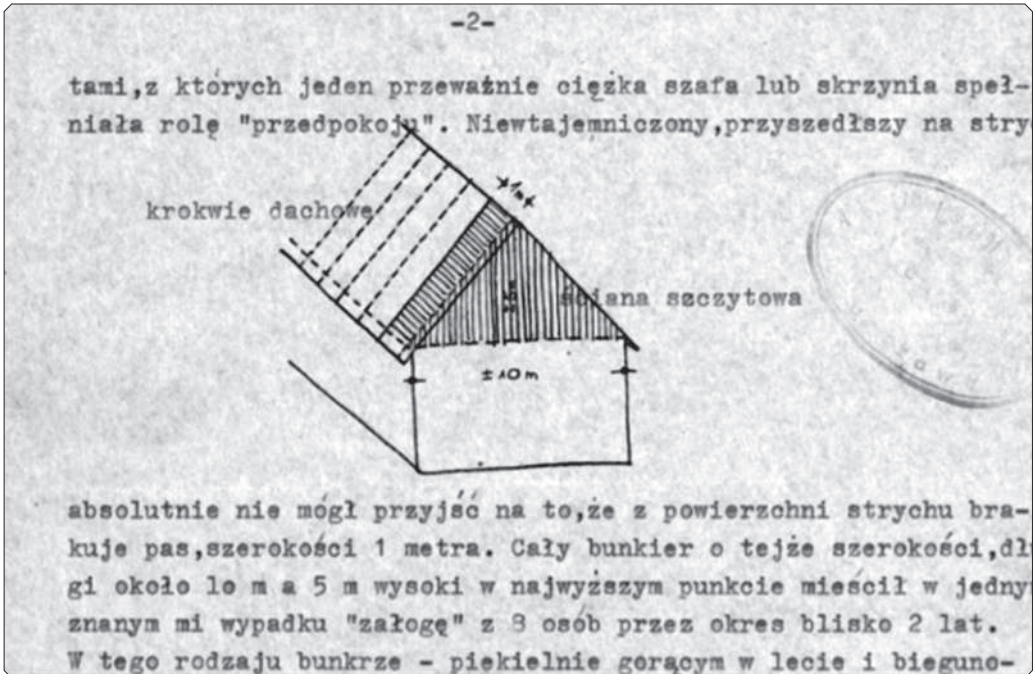 -2-
tami,z których jeden przeważnie ciężka szafa lub skrzynia speł-
niała rolę "przedpokoju". Niewtajemniczony,przyszedłszy na stry
krokwie dachowe
ściana szczytowa
±10m
absolutnie nie mógł przyjść na to,że z powierzchni strychu bra-
kuje pas,szerokości 1 metra. Cały bunkier o tejże szerokości,dł
gi około lo m a 5 m wysoki w najwyższym punkcie mieścił w jedny
znanym mi wypadku "załogę" z 8 osób przez okres blisko 2 lat.
W tego rodzaju bunkrze - piekielnie gorącym w lecie i bieguno-